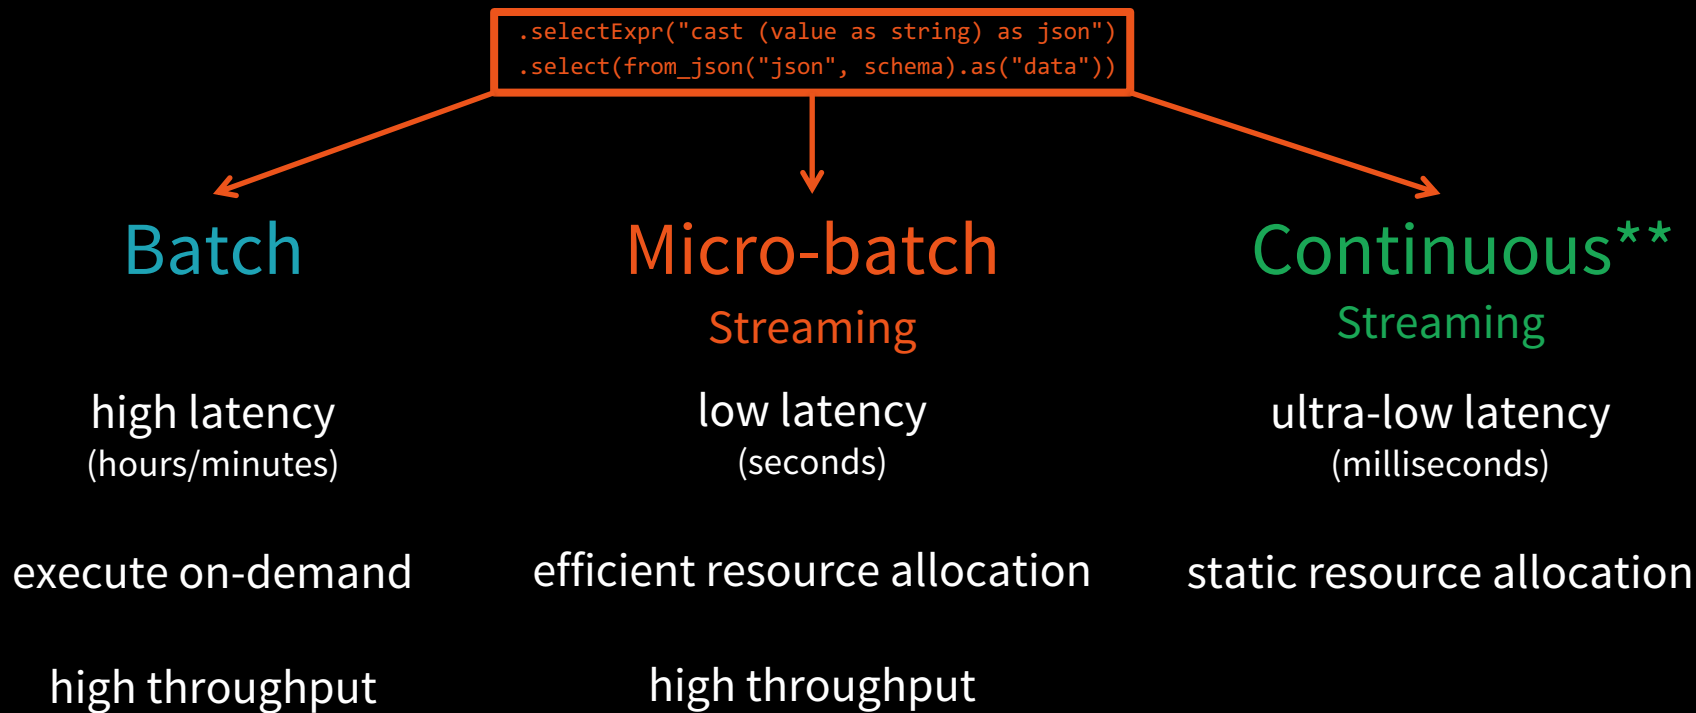 .selectExpr("cast (value as string) as json")
.select(from_json("json", schema).as("data"))
Batch
high latency
(hours/minutes)
execute on-demand
high throughput
Micro-batch
Streaming
low latency
(seconds)
efficient resource allocation
high throughput
Continuous**
Streaming
ultra-low latency
(milliseconds)
static resource allocation